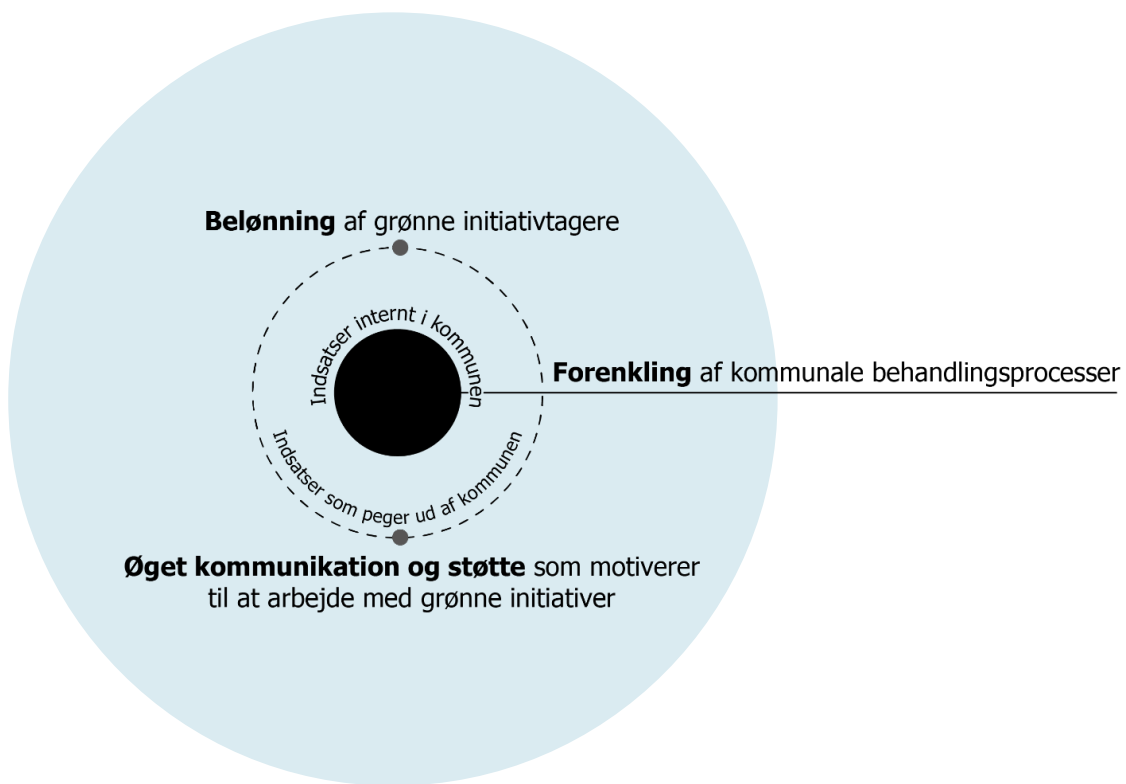 Belønning af grønne initiativtagere
Indsatser internt i kommunen
Forenkling af kommunale behandlingsprocesser
Indsatser som peger ud af kommunen
Øget kommunikation og støtte som motiverer
til at arbejde med grønne initiativer